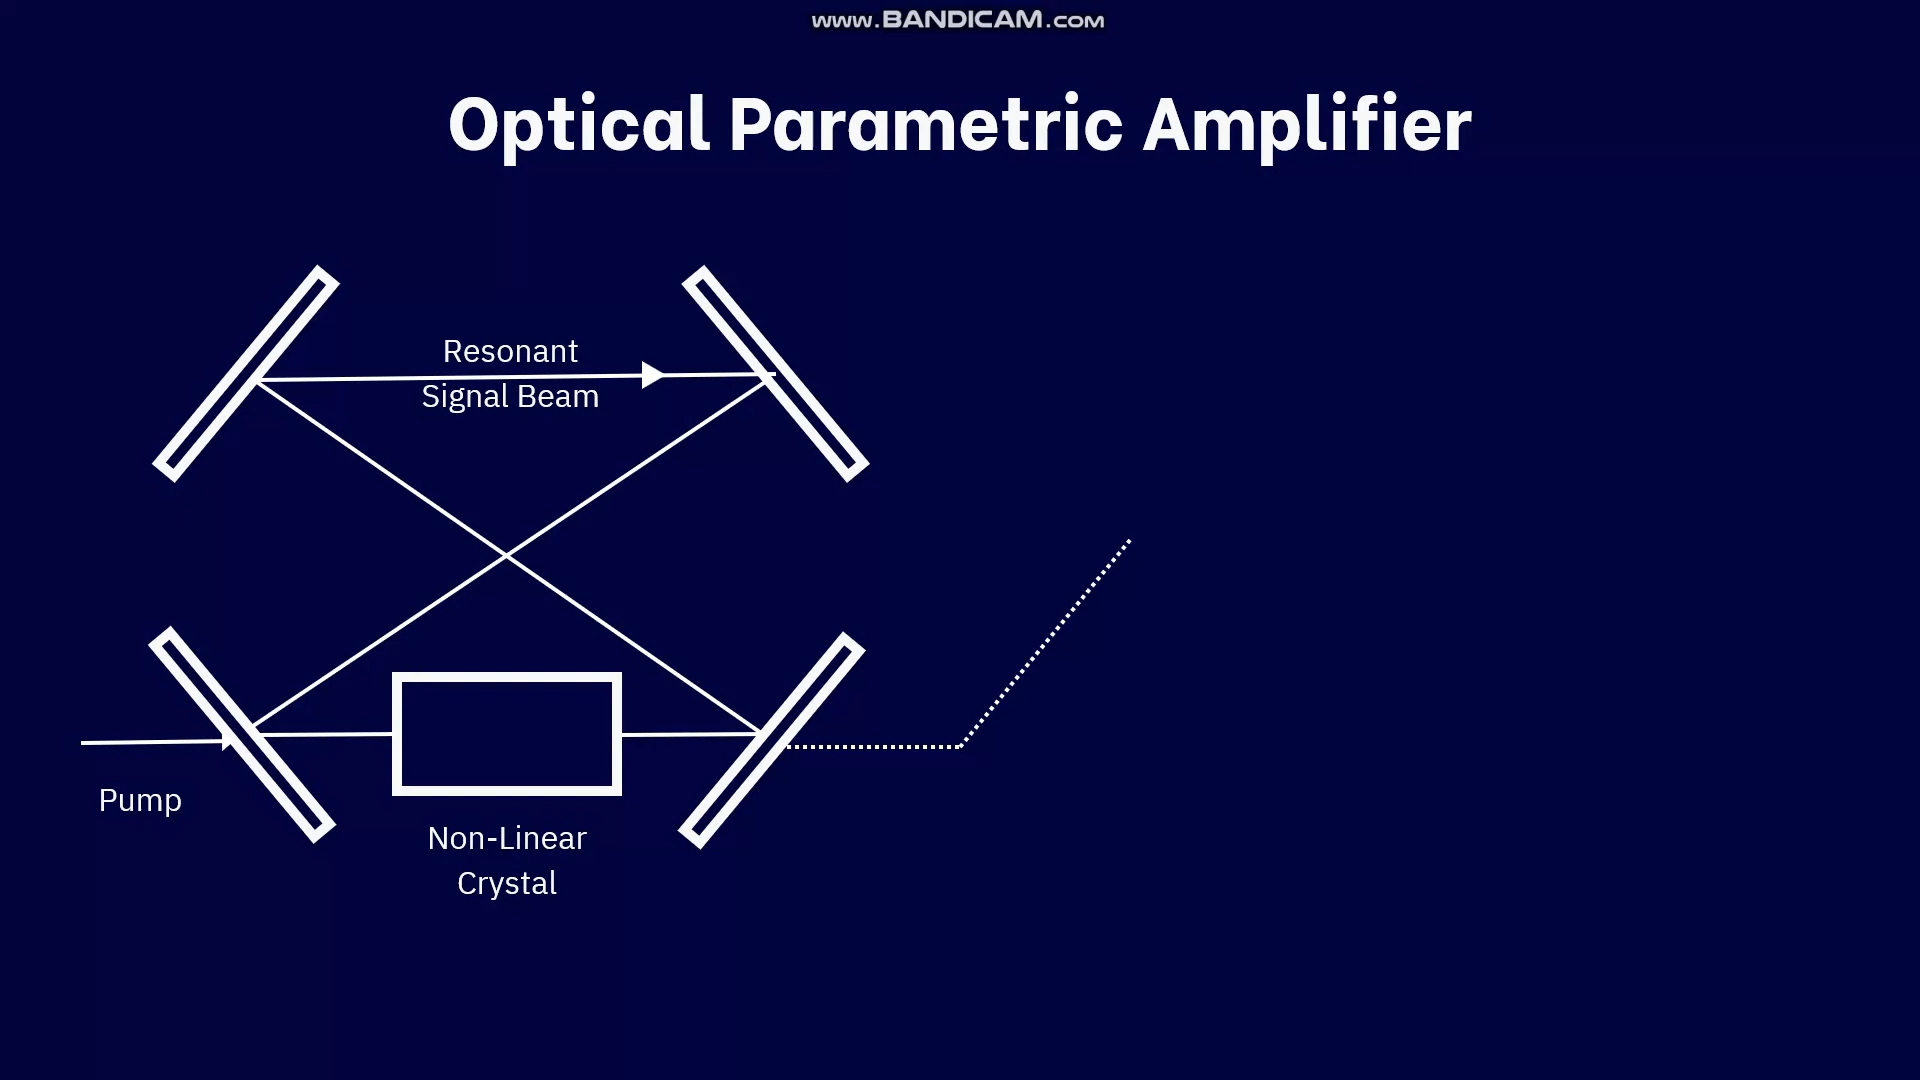 www.BANDICAM.com
Optical Parametric Amplifier
Resonant
Signal Beam
Pump
Non-Linear
Crystal